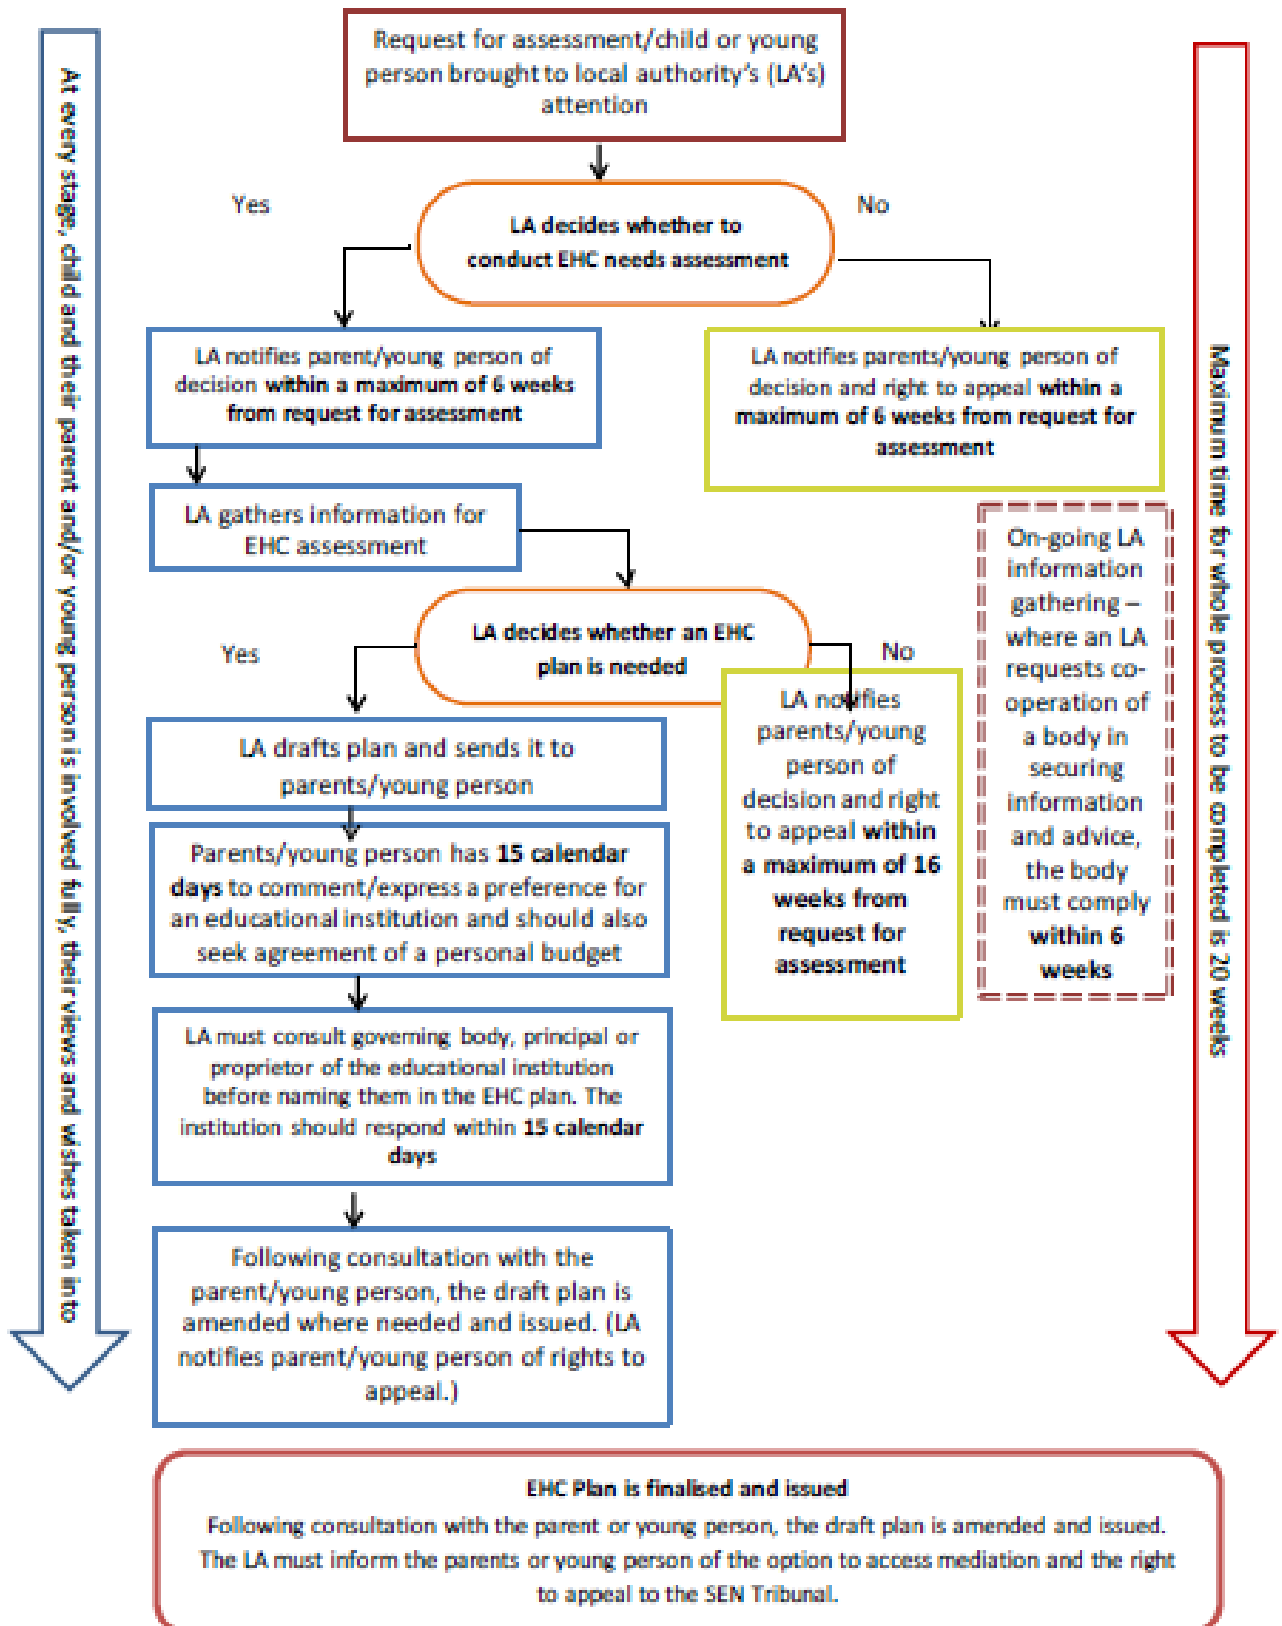 Request for assessment/child or young
person brought to local authority's (LA's)
attention
Yes
No
LA decides whether to
conduct EHC needs assessment
LA notifies parent/young person of
decision within a maximum of 6 weeks
from request for assessment
LA notifies parents/young person of
decision and right to appeal within a
maximum of 6 weeks from request for
assessment
LA gathers information for
EHC assessment
On-going LA
information
gathering –
where an LA
requests co-
operation of
a body in
securing
information
and advice,
the body
must comply
within 6
weeks
LA decides whether an EHC
plan is needed
Yes
No
LA notifies
parents/young
person of
decision and right
to appeal within
a maximum of 16
weeks from
request for
assessment
LA drafts plan and sends it to
parents/young person
Parents/young person has 15 calendar
days to comment/express a preference for
an educational institution and should also
seek agreement of a personal budget
LA must consult governing body, principal or
proprietor of the educational institution
before naming them in the EHC plan. The
institution should respond within 15 calendar
days
Following consultation with the
parent/young person, the draft plan is
amended where needed and issued. (LA
notifies parent/young person of rights to
appeal.)
At every stage, child and their parent and/or young person is involved fully, their views and wishes taken into
Maximum time for whole process to be completed is 20 weeks
EHC Plan is finalised and issued
Following consultation with the parent or young person, the draft plan is amended and issued.
The LA must inform the parents or young person of the option to access mediation and the right
to appeal to the SEN Tribunal.